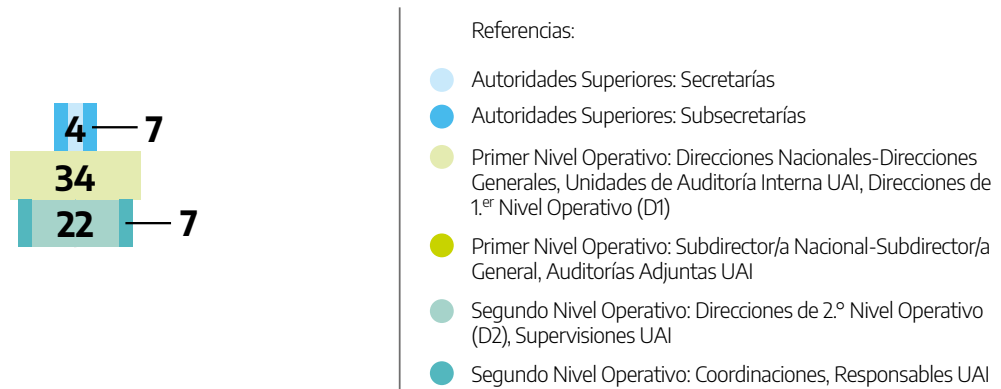 4 7
34
22 7
Referencias:
Autoridades Superiores: Secretarías
Autoridades Superiores: Subsecretarías
Primer Nivel Operativo: Direcciones Nacionales-Direcciones
Generales, Unidades de Auditoría Interna UAI, Direcciones de
1.er Nivel Operativo (D1)
Primer Nivel Operativo: Subdirector/a Nacional-Subdirector/a
General, Auditorías Adjuntas UAI
Segundo Nivel Operativo: Direcciones de 2.° Nivel Operativo
(D2), Supervisiones UAI
Segundo Nivel Operativo: Coordinaciones, Responsables UAI